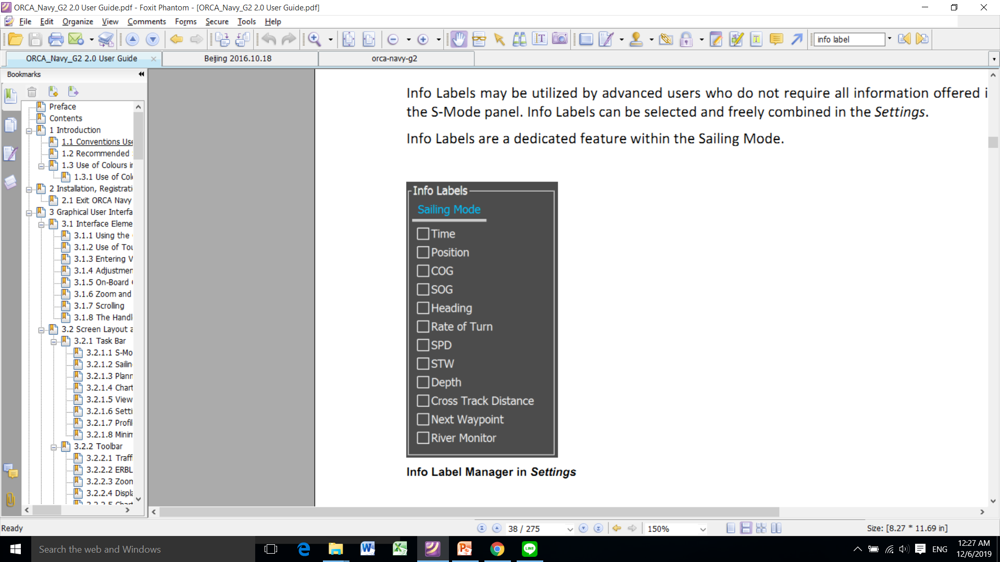 ORCA_Navy_G2 2.0 User Guide.pdf - Foxit Phantom - [ORCA_Navy_G2 2.0 User Guide.pdf]
File Edit Organize View Comments Forms Secure Tools Help
info label
ORCA_Navy_G2 2.0 User Guide
Beijing 2016.10.18
orca-navy-g2
Bookmarks
Preface
Contents
1 Introduction
1.1 Conventions Use
1.2 Recommended
1.3 Use of Colours in
1.3.1 Use of Col
2 Installation, Registrati
2.1 Exit ORCA Navy
3 Graphical User Interfa
3.1 Interface Eleme
3.1.1 Using the
3.1.2 Use of Tou
3.1.3 Entering V
3.1.4 Adjustmen
3.1.5 On-Board
3.1.6 Zoom and
3.1.7 Scrolling
3.1.8 The Handl
3.2 Screen Layout a
3.2.1 Task Bar
3.2.1.1 S-Mo
3.2.1.2 Sailin
3.2.1.3 Plann
3.2.1.4 Chart
3.2.1.5 View
3.2.1.6 Setti
3.2.1.7 Profil
3.2.1.8 Minim
3.2.2 Toolbar
3.2.2.1 Traff
3.2.2.2 ERBL
3.2.2.3 Zoon
3.2.2.4 Displa
Info Labels may be utilized by advanced users who do not require all information offered i
the S-Mode panel. Info Labels can be selected and freely combined in the Settings.
Info Labels are a dedicated feature within the Sailing Mode.
Info Labels
Sailing Mode
Time
Position
COG
SOG
Heading
Rate of Turn
SPD
STW
Depth
Cross Track Distance
Next Waypoint
River Monitor
Info Label Manager in Settings
Ready
38 / 275
150%
Size: [8.27 * 11.69 in]
Search the web and Windows
ENG
12:27 AM
12/6/2019